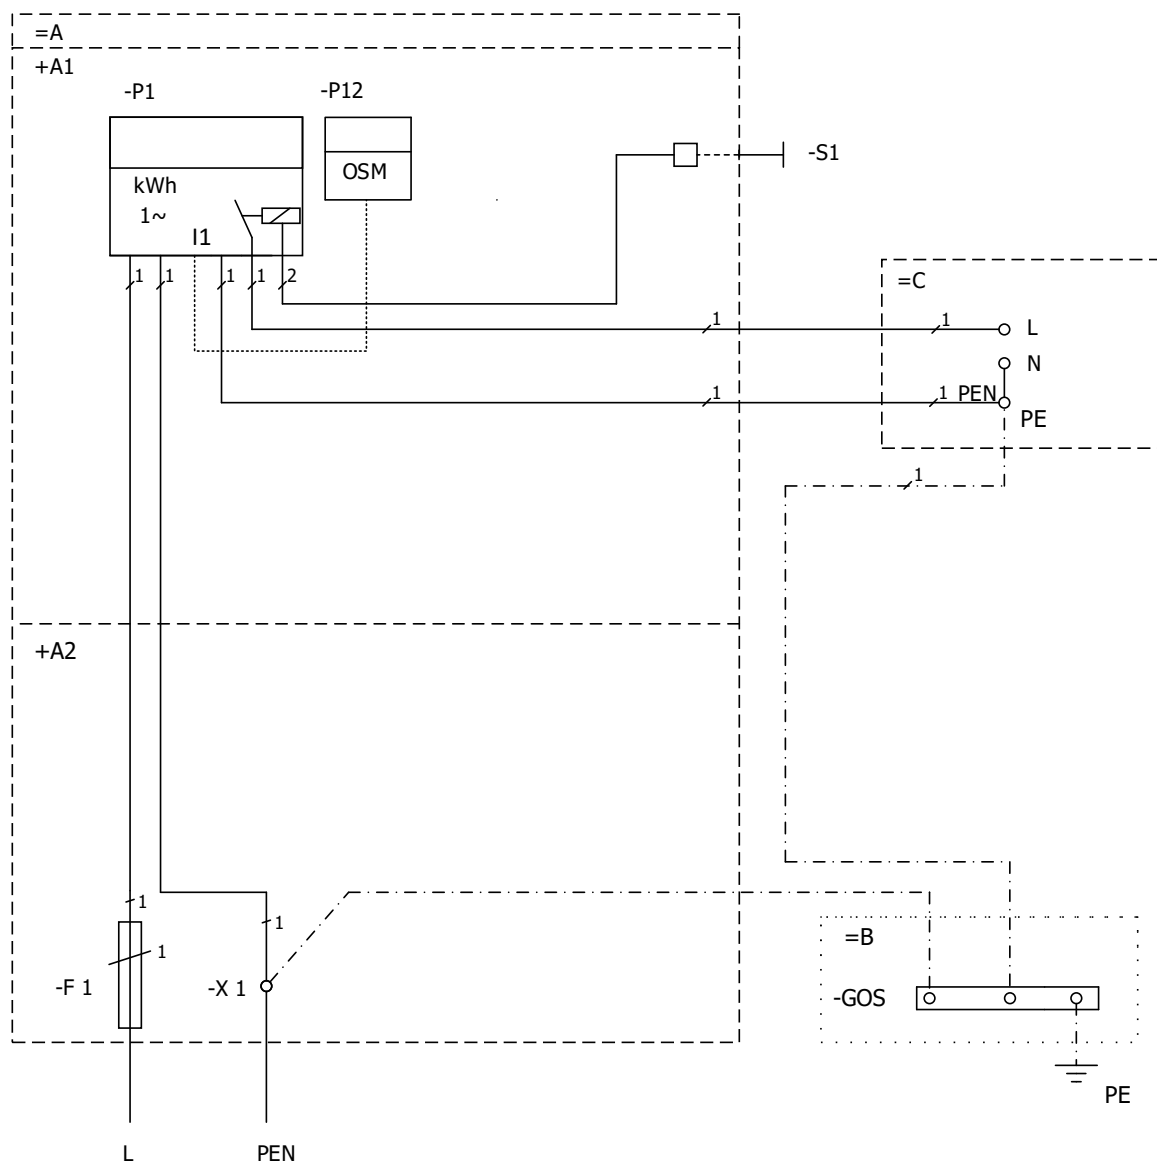 =A
+A1
-P1
-P12
kWh
1~
I1
OSM
-S1
1 1 1 1 2
=C
1 1 L
N
1 1 PEN
PE
1
+A2
1
1
1
-F 1
-X 1
=B
-GOS
PE
L
PEN